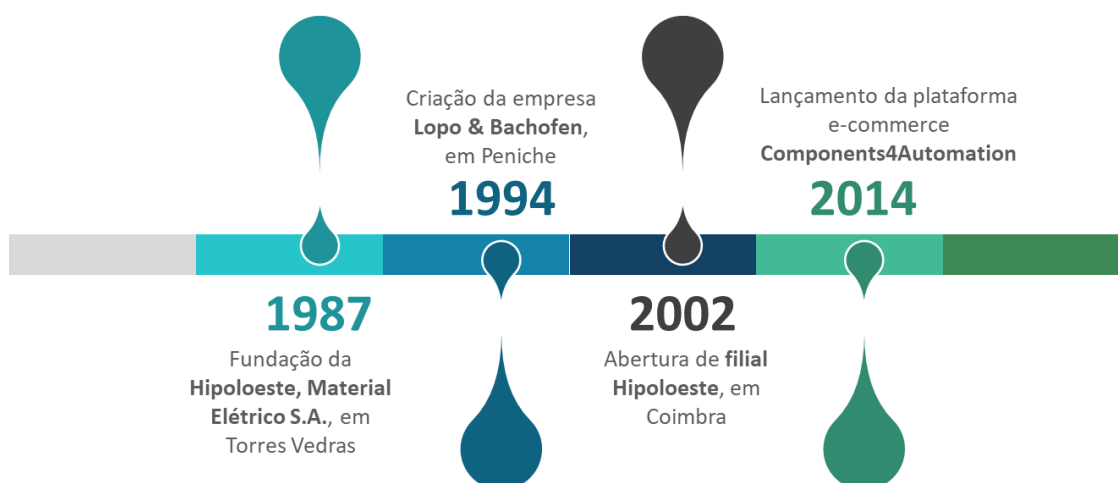 1987
Fundação da
Hipoloeste, Material
Elétrico S.A., em
Torres Vedras
Criação da empresa
Lopo & Bachofen,
em Peniche
1994
2002
Abertura de filial
Hipoloeste, em
Coimbra
Lançamento da plataforma
e-commerce
Components4Automation
2014